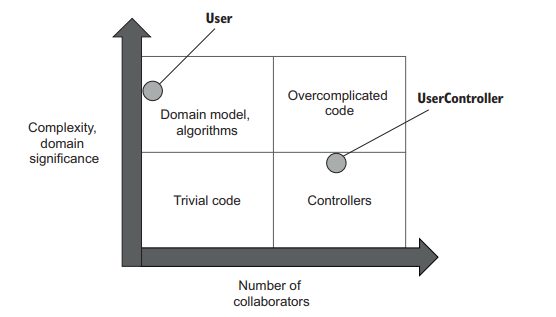 User
Overcomplicated
code
UserController
Domain model,
algorithms
Complexity,
domain
significance
Trivial code
Controllers
Number of
collaborators